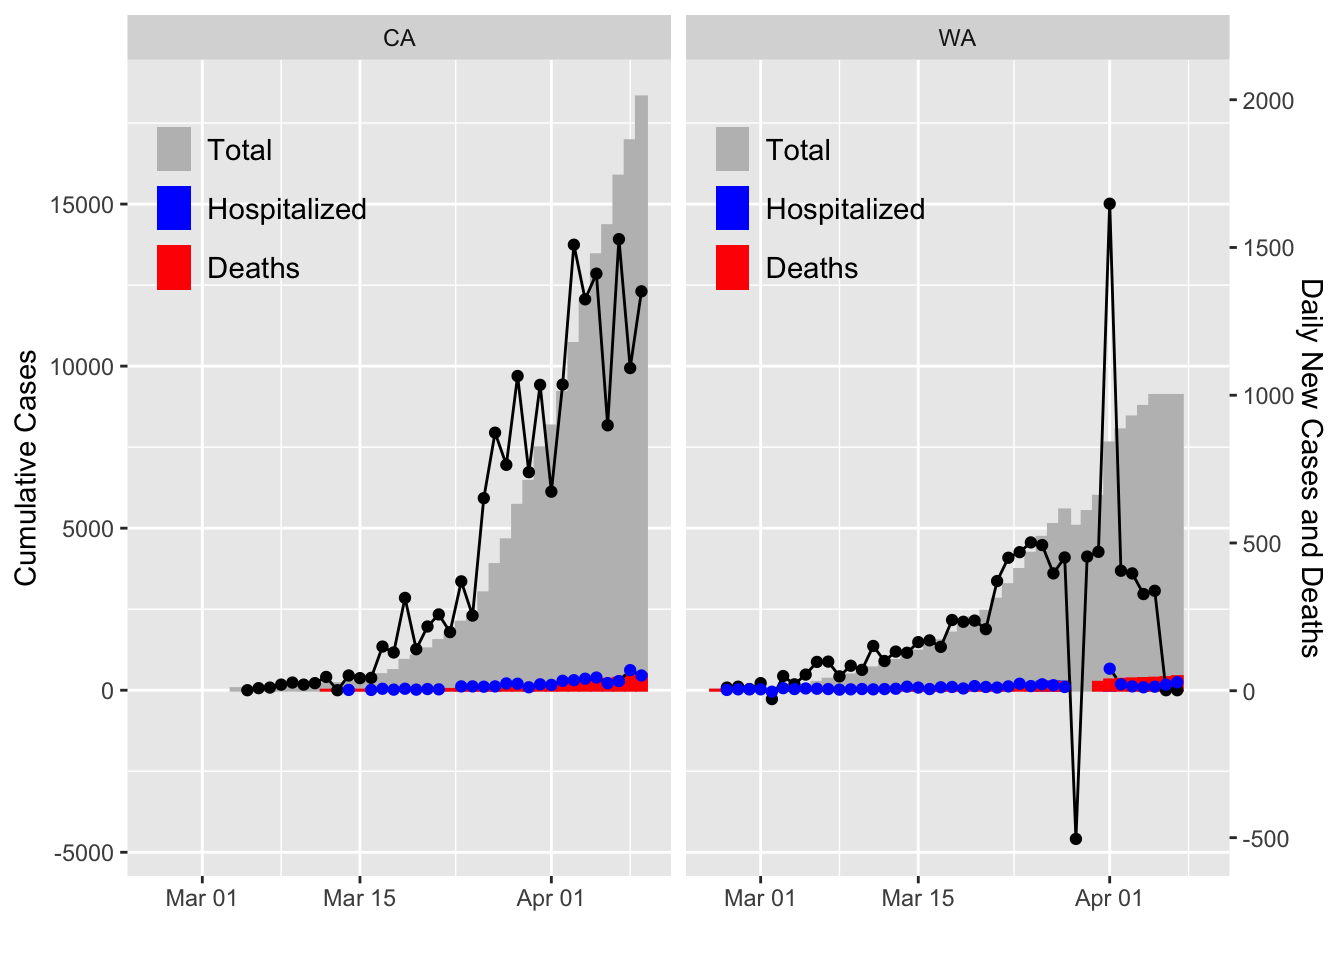 CA
WA
Total
Hospitalized
Deaths
Total
Hospitalized
Deaths
Cumulative Cases
15000
10000
5000
0
-5000
2000
1500
1000
500
0
-500
Daily New Cases and Deaths
Mar 01
Mar 15
Apr 01
Mar 01
Mar 15
Apr 01